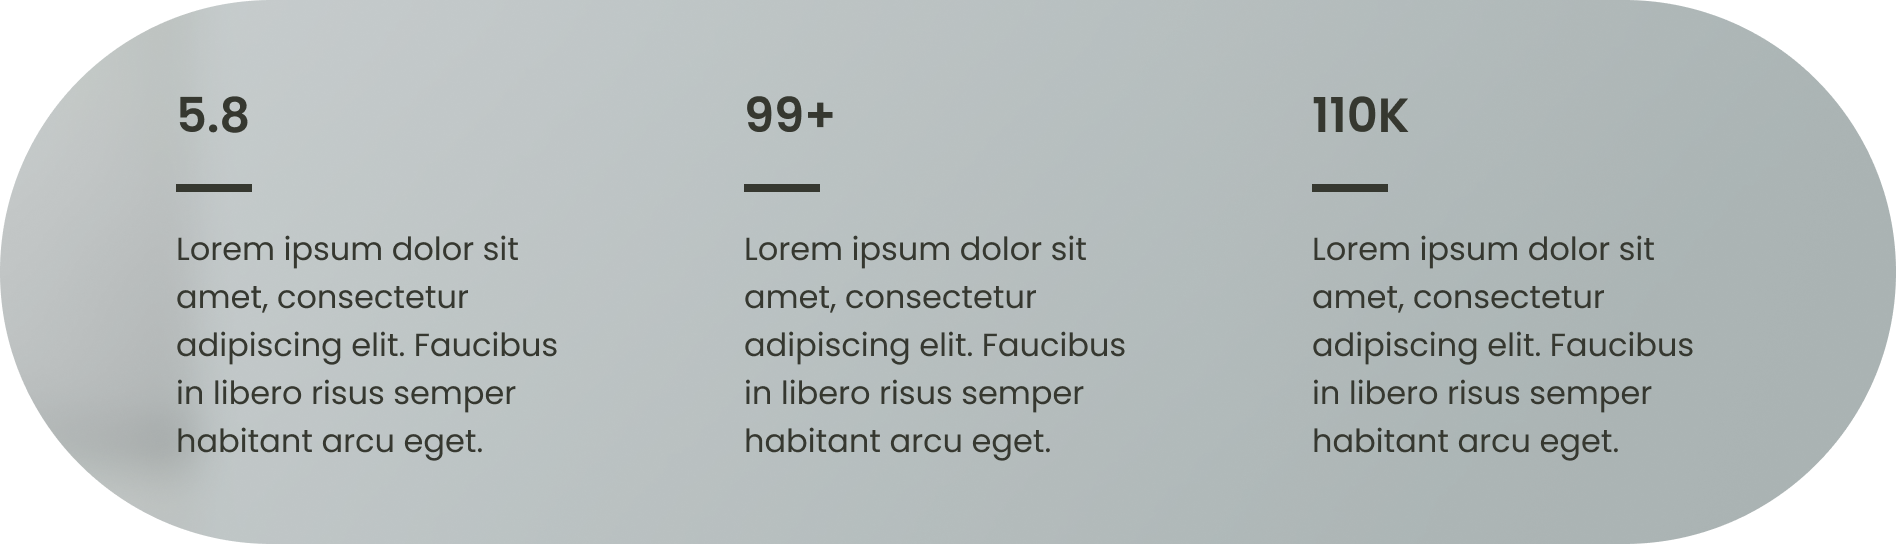 5.8
Lorem ipsum dolor sit
amet, consectetur
adipiscing elit. Faucibus
in libero risus semper
habitant arcu eget.
99+
Lorem ipsum dolor sit
amet, consectetur
adipiscing elit. Faucibus
in libero risus semper
habitant arcu eget.
110K
Lorem ipsum dolor sit
amet, consectetur
adipiscing elit. Faucibus
in libero risus semper
habitant arcu eget.